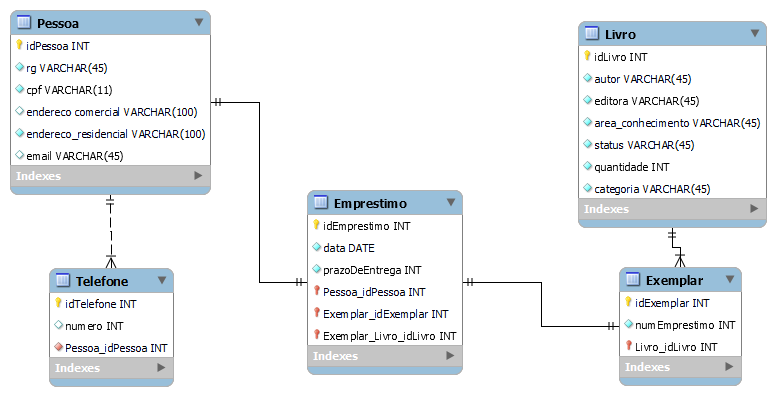 Pessoa
idPessoa INT
rg VARCHAR(45)
cpf VARCHAR(11)
endereco comercial VARCHAR(100)
endereco_residencial VARCHAR(100)
email VARCHAR(45)
Indexes
Telefone
idTelefone INT
numero INT
Pessoa_idPessoa INT
Indexes
Emprestimo
idEmprestimo INT
data DATE
prazoDeEntrega INT
Pessoa_idPessoa INT
Exemplar_idExemplar INT
Exemplar_Livro_idLivro INT
Indexes
Livro
idLivro INT
autor VARCHAR(45)
editora VARCHAR(45)
area_conhecimento VARCHAR(45)
status VARCHAR(45)
quantidade INT
categoria VARCHAR(45)
Indexes
Exemplar
idExemplar INT
numEmprestimo INT
Livro_idLivro INT
Indexes